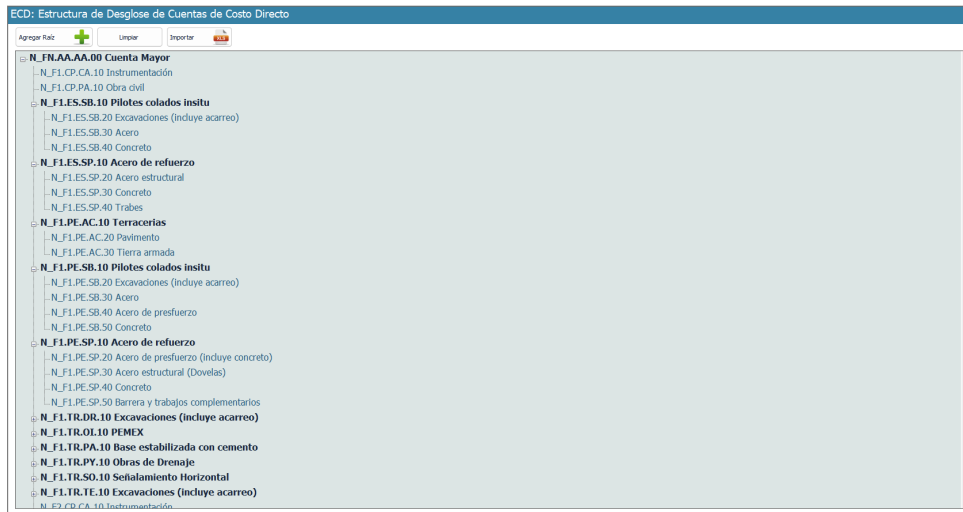 ECD: Estructura de Desglose de Cuentas de Costo Directo
Agregar Raíz Limpiar Importar XLS
N_FN.AA.AA.00 Cuenta Mayor
N_F1.CP.CA.10 Instrumentación
N_F1.CP.PA.10 Obra civil
N_F1.ES.SB.10 Pilotes colados insitu
N_F1.ES.SB.20 Excavaciones (incluye acarreo)
N_F1.ES.SB.30 Acero
N_F1.ES.SB.40 Concreto
N_F1.ES.SP.10 Acero de refuerzo
N_F1.ES.SP.20 Acero estructural
N_F1.ES.SP.30 Concreto
N_F1.ES.SP.40 Trabes
N_F1.PE.AC.10 Terracerias
N_F1.PE.AC.20 Pavimento
N_F1.PE.AC.30 Tierra armada
N_F1.PE.SB.10 Pilotes colados insitu
N_F1.PE.SB.20 Excavaciones (incluye acarreo)
N_F1.PE.SB.30 Acero
N_F1.PE.SB.40 Acero de presfuerzo
N_F1.PE.SB.50 Concreto
N_F1.PE.SP.10 Acero de refuerzo
N_F1.PE.SP.20 Acero de presfuerzo (incluye concreto)
N_F1.PE.SP.30 Acero estructural (Dovelas)
N_F1.PE.SP.40 Concreto
N_F1.PE.SP.50 Barrera y trabajos complementarios
N_F1.TR.DR.10 Excavaciones (incluye acarreo)
N_F1.TR.OI.10 PEMEX
N_F1.TR.PA.10 Base estabilizada con cemento
N_F1.TR.PY.10 Obras de Drenaje
N_F1.TR.SO.10 Señalamiento Horizontal
N_F1.TR.TE.10 Excavaciones (incluye acarreo)
N_F2.CP.CA.10 Instrumentación